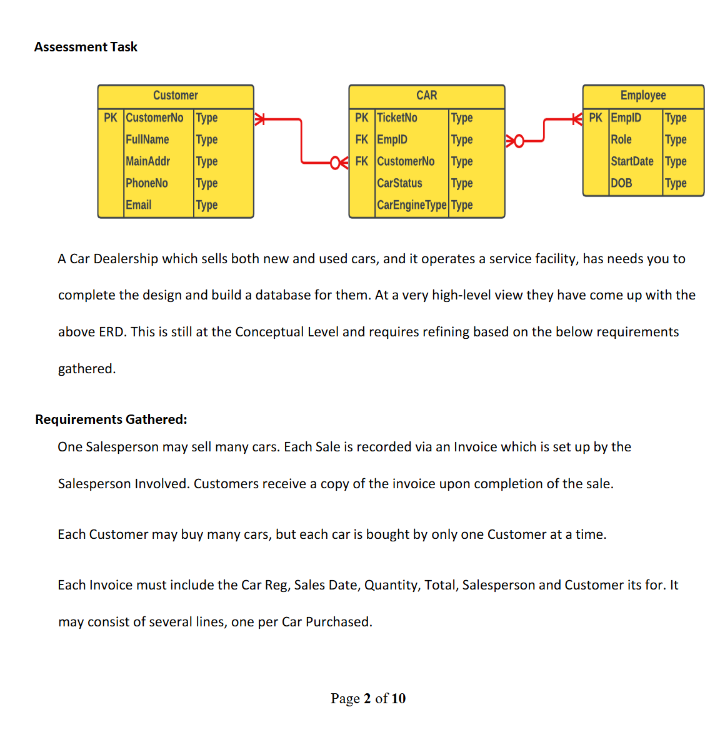 Assessment Task
Customer
PK CustomerNo Type
FullName Type
MainAddr Type
PhoneNo Type
Email Type
CAR
PK TicketNo Type
FK EmpID Type
FK CustomerNo Type
CarStatus Type
CarEngineType Type
Employee
PK EmpID Type
Role Type
StartDate Type
DOB Type
A Car Dealership which sells both new and used cars, and it operates a service facility, has needs you to
complete the design and build a database for them. At a very high-level view they have come up with the
above ERD. This is still at the Conceptual Level and requires refining based on the below requirements
gathered.
Requirements Gathered:
One Salesperson may sell many cars. Each Sale is recorded via an Invoice which is set up by the
Salesperson Involved. Customers receive a copy of the invoice upon completion of the sale.
Each Customer may buy many cars, but each car is bought by only one Customer at a time.
Each Invoice must include the Car Reg, Sales Date, Quantity, Total, Salesperson and Customer its for. It
may consist of several lines, one per Car Purchased.
Page 2 of 10